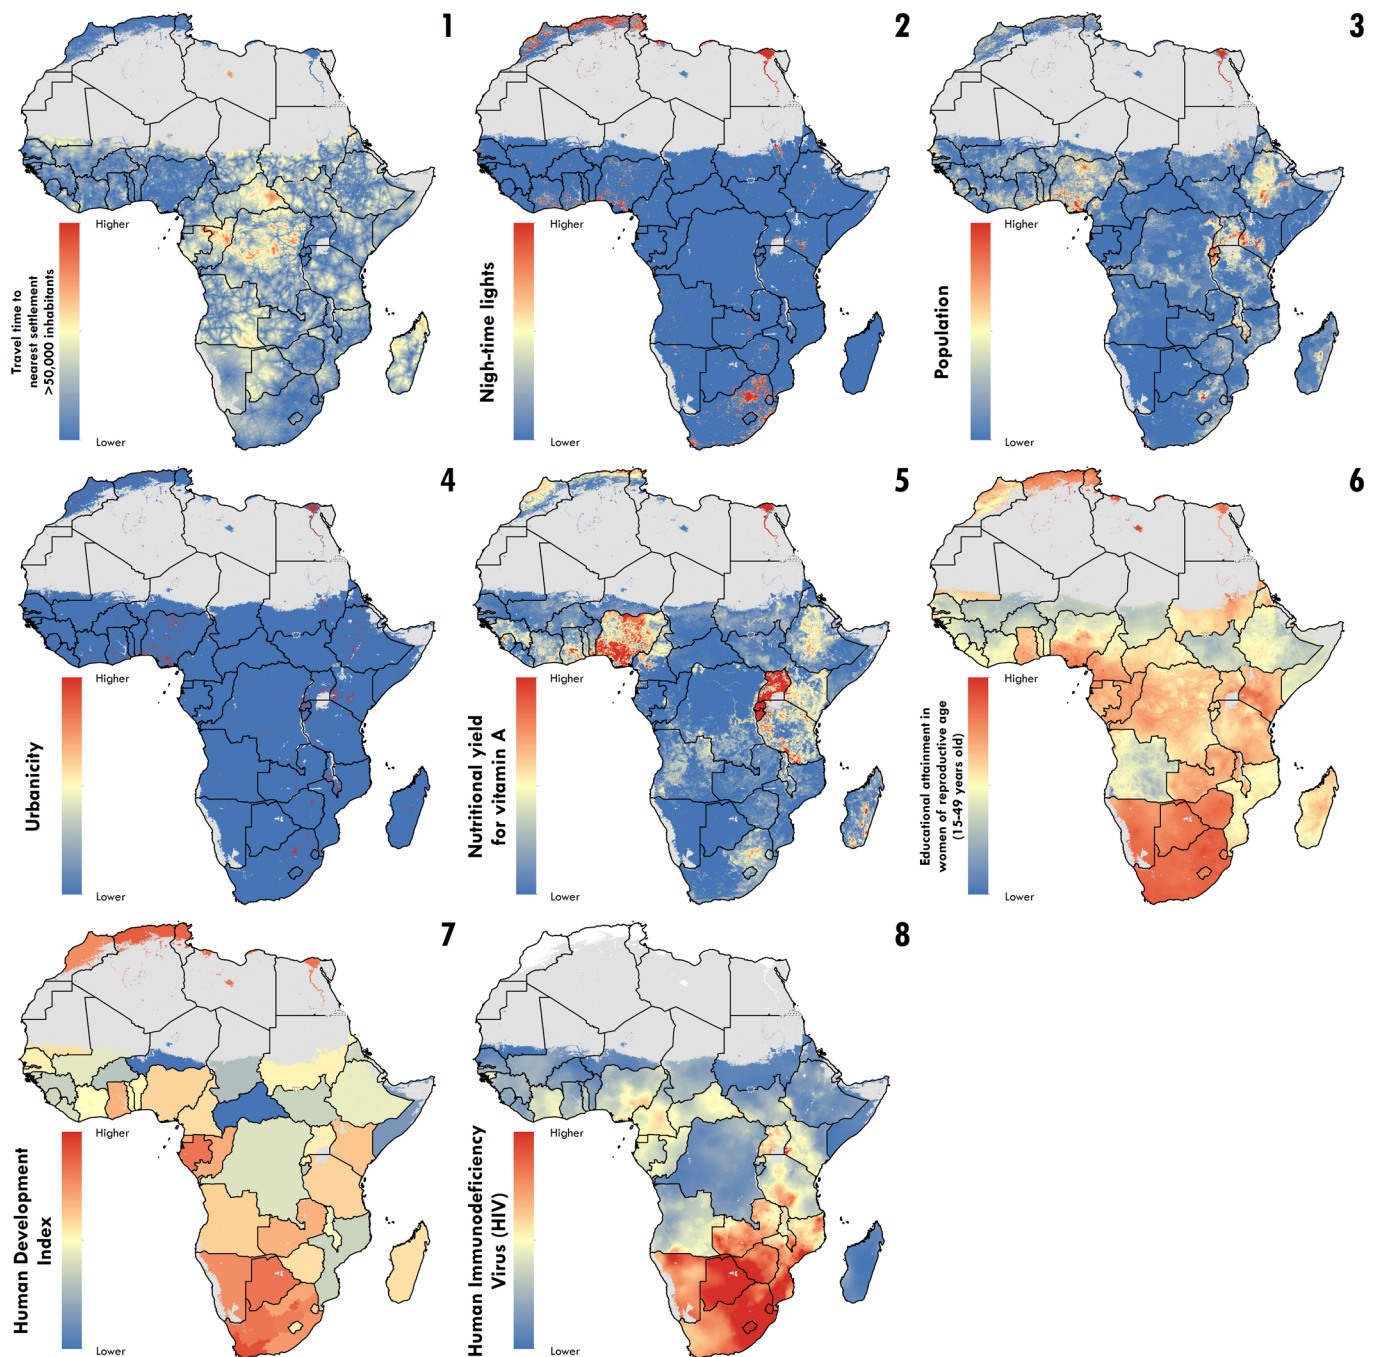 1
Higher
Travel time to
nearest settlement
>50,000 inhabitants
Lower
2
Higher
Nigh-time lights
Lower
3
Higher
Population
Lower
4
Higher
Urbanicity
Lower
5
Higher
Nutritional yield
for vitamin A
Lower
6
Higher
Educational attainment in
women of reproductive age
(15-49 years old)
Lower
7
Higher
Human Development
Index
Lower
8
Higher
Human Immunodeficiency
Virus (HIV)
Lower